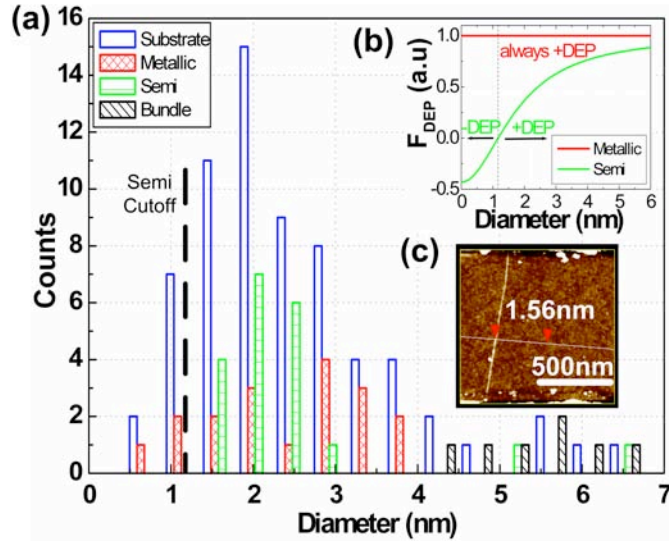 (a)
Substrate
Metallic
Semi
Bundle
Semi
Cutoff
Counts
16
14
12
10
8
6
4
2
0
0 1 2 3 4 5 6 7
Diameter (nm)
(b)
F_DEP (a.u)
1.0
0.5
0.0
-0.5
always +DEP
-DEP +DEP
Metallic
Semi
0 1 2 3 4 5 6
Diameter (nm)
(c)
1.56nm
500nm